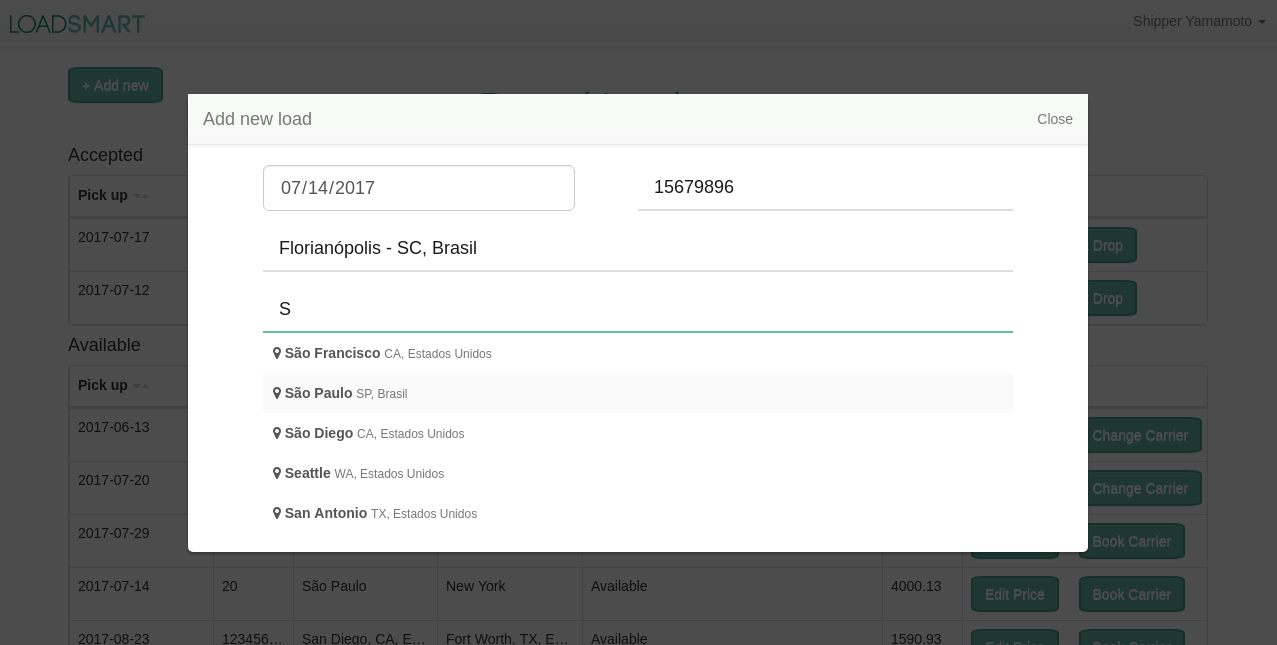 LOADSMART
Shipper Yamamoto
+ Add new
Add new load
Close
07/14/2017
15679896
Florianópolis - SC, Brasil
S
São Francisco CA, Estados Unidos
São Paulo SP, Brasil
São Diego CA, Estados Unidos
Seattle WA, Estados Unidos
San Antonio TX, Estados Unidos
Accepted
Pick up
2017-07-17
Drop
2017-07-12
Drop
Available
Pick up
2017-06-13
Change Carrier
2017-07-20
Change Carrier
2017-07-29
Book Carrier
2017-07-14 20 São Paulo New York Available 4000.13 Edit Price Book Carrier
2017-08-23 123456... San Diego, CA, E... Fort Worth, TX, E... Available 1590.93 Edit Price Book Carrier